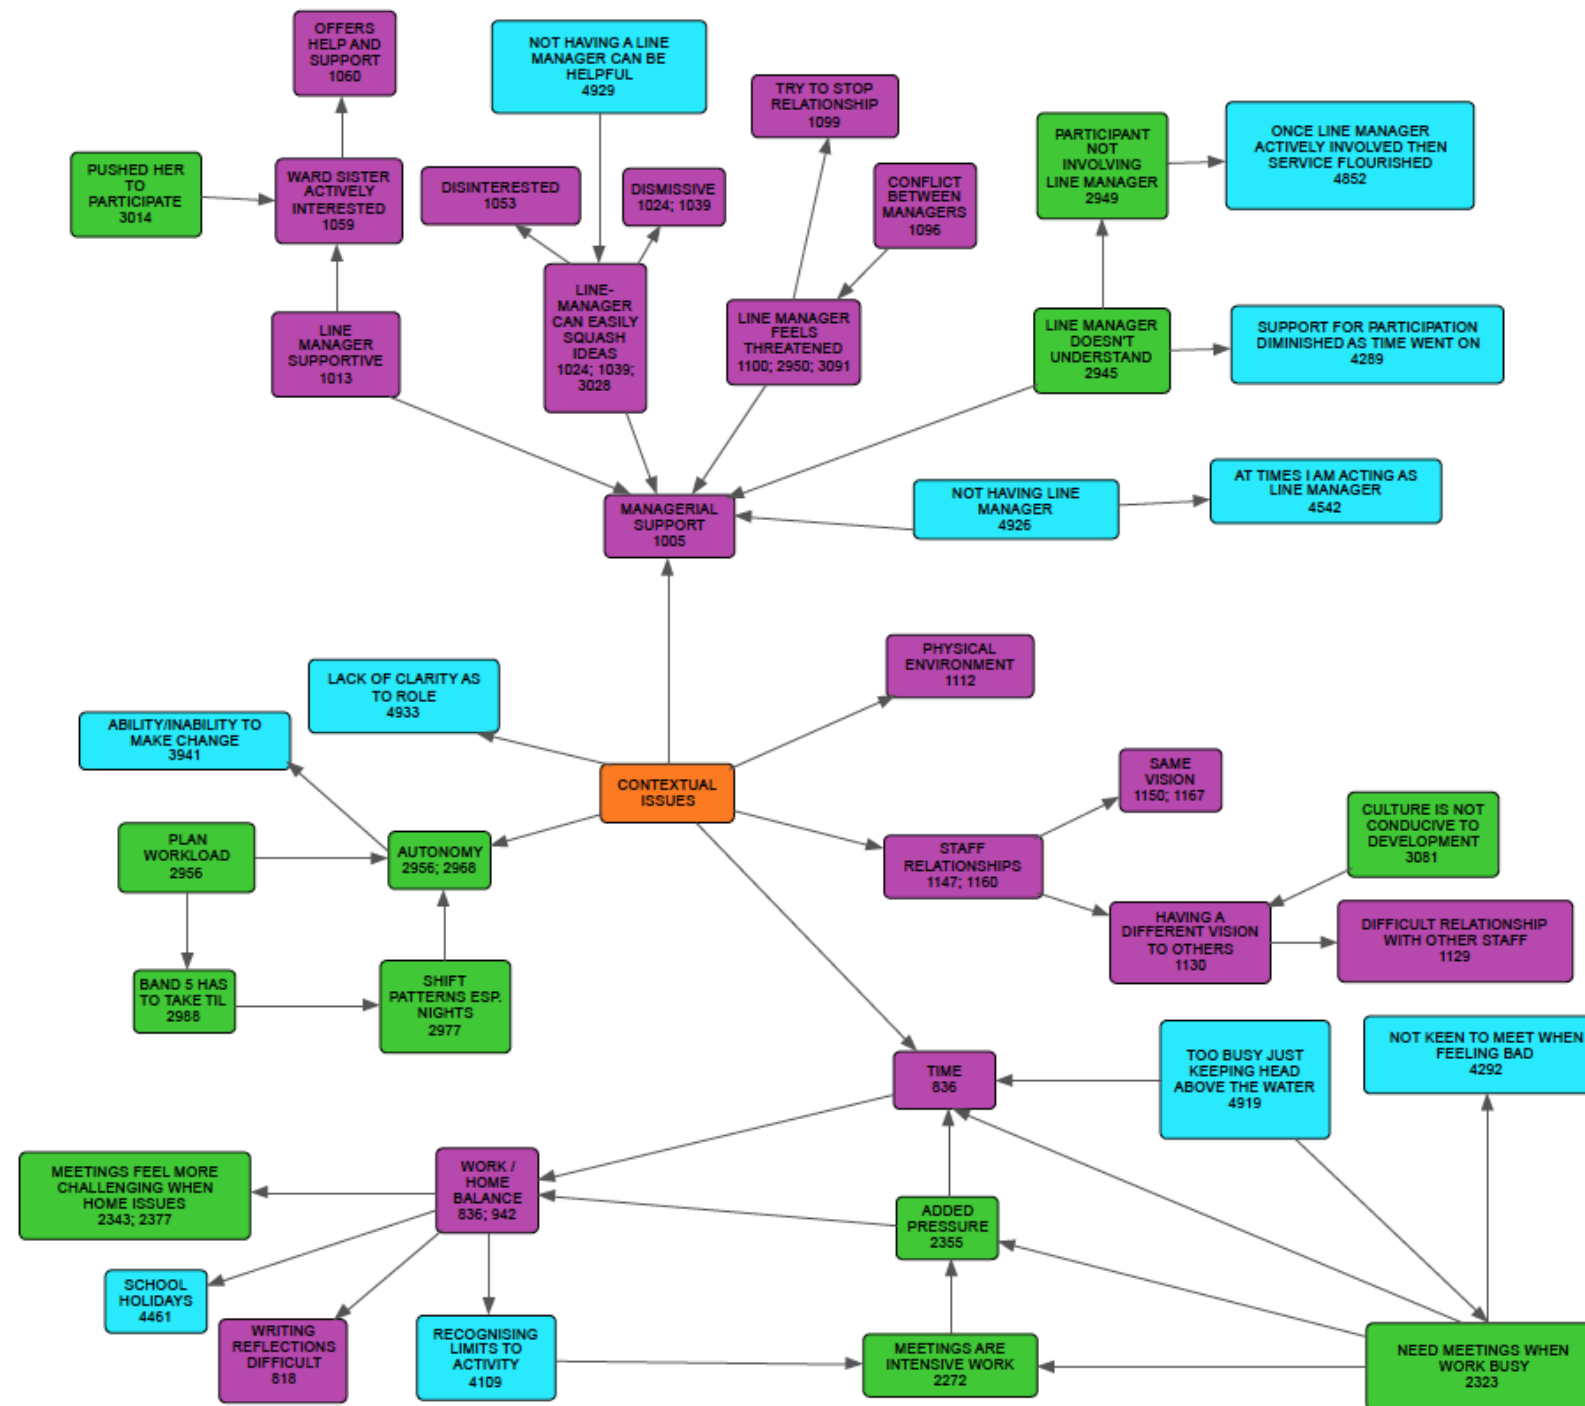 OFFERS
HELP AND
SUPPORT
1060
NOT HAVING A LINE
MANAGER CAN BE
HELPFUL
4929
TRY TO STOP
RELATIONSHIP
1099
PARTICIPANT
NOT
INVOLVING
LINE MANAGER
2949
ONCE LINE MANAGER
ACTIVELY INVOLVED THEN
SERVICE FLOURISHED
4852
PUSHED HER
TO
PARTICIPATE
3014
WARD SISTER
ACTIVELY
INTERESTED
1059
DISINTERESTED
1053
DISMISSIVE
1024; 1039
CONFLICT
BETWEEN
MANAGERS
1096
LINE
MANAGER
SUPPORTIVE
1013
LINE-
MANAGER
CAN EASILY
SQUASH
IDEAS
1024; 1039;
3028
LINE MANAGER
FEELS
THREATENED
1100; 2950; 3091
LINE MANAGER
DOESN'T
UNDERSTAND
2945
SUPPORT FOR PARTICIPATION
DIMINISHED AS TIME WENT ON
4289
MANAGERIAL
SUPPORT
1005
NOT HAVING LINE
MANAGER
4926
AT TIMES I AM ACTING AS
LINE MANAGER
4542
LACK OF CLARITY AS
TO ROLE
4933
PHYSICAL
ENVIRONMENT
1112
ABILITY/INABILITY TO
MAKE CHANGE
3941
CONTEXTUAL
ISSUES
SAME
VISION
1150; 1167
PLAN
WORKLOAD
2956
AUTONOMY
2956; 2968
STAFF
RELATIONSHIPS
1147; 1160
CULTURE IS NOT
CONDUCIVE TO
DEVELOPMENT
3081
HAVING A
DIFFERENT VISION
TO OTHERS
1130
DIFFICULT RELATIONSHIP
WITH OTHER STAFF
1129
BAND 5 HAS
TO TAKE TIL
2988
SHIFT
PATTERNS ESP.
NIGHTS
2977
TIME
836
TOO BUSY JUST
KEEPING HEAD
ABOVE THE WATER
4919
NOT KEEN TO MEET WHEN
FEELING BAD
4292
MEETINGS FEEL MORE
CHALLENGING WHEN
HOME ISSUES
2343; 2377
WORK /
HOME
BALANCE
836; 942
ADDED
PRESSURE
2355
SCHOOL
HOLIDAYS
4461
WRITING
REFLECTIONS
DIFFICULT
818
RECOGNISING
LIMITS TO
ACTIVITY
4109
MEETINGS ARE
INTENSIVE WORK
2272
NEED MEETINGS WHEN
WORK BUSY
2323